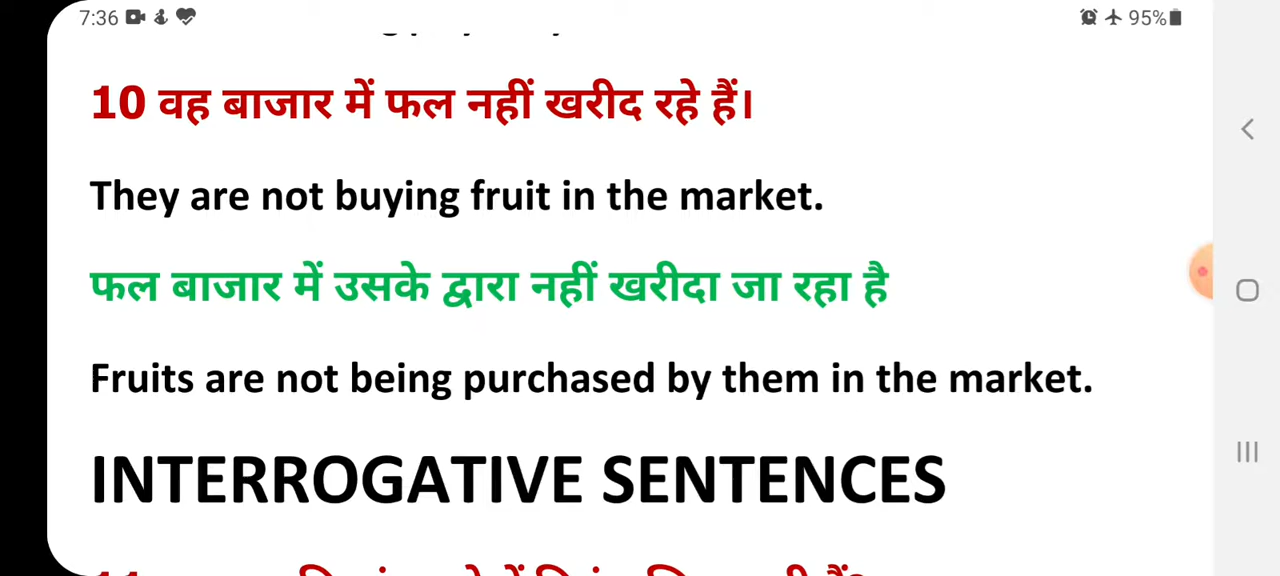 7:36 95%
10 वह बाजार में फल नहीं खरीद रहे हैं।
They are not buying fruit in the market.
फल बाजार में उसके द्वारा नहीं खरीदा जा रहा है
Fruits are not being purchased by them in the market.
INTERROGATIVE SENTENCES